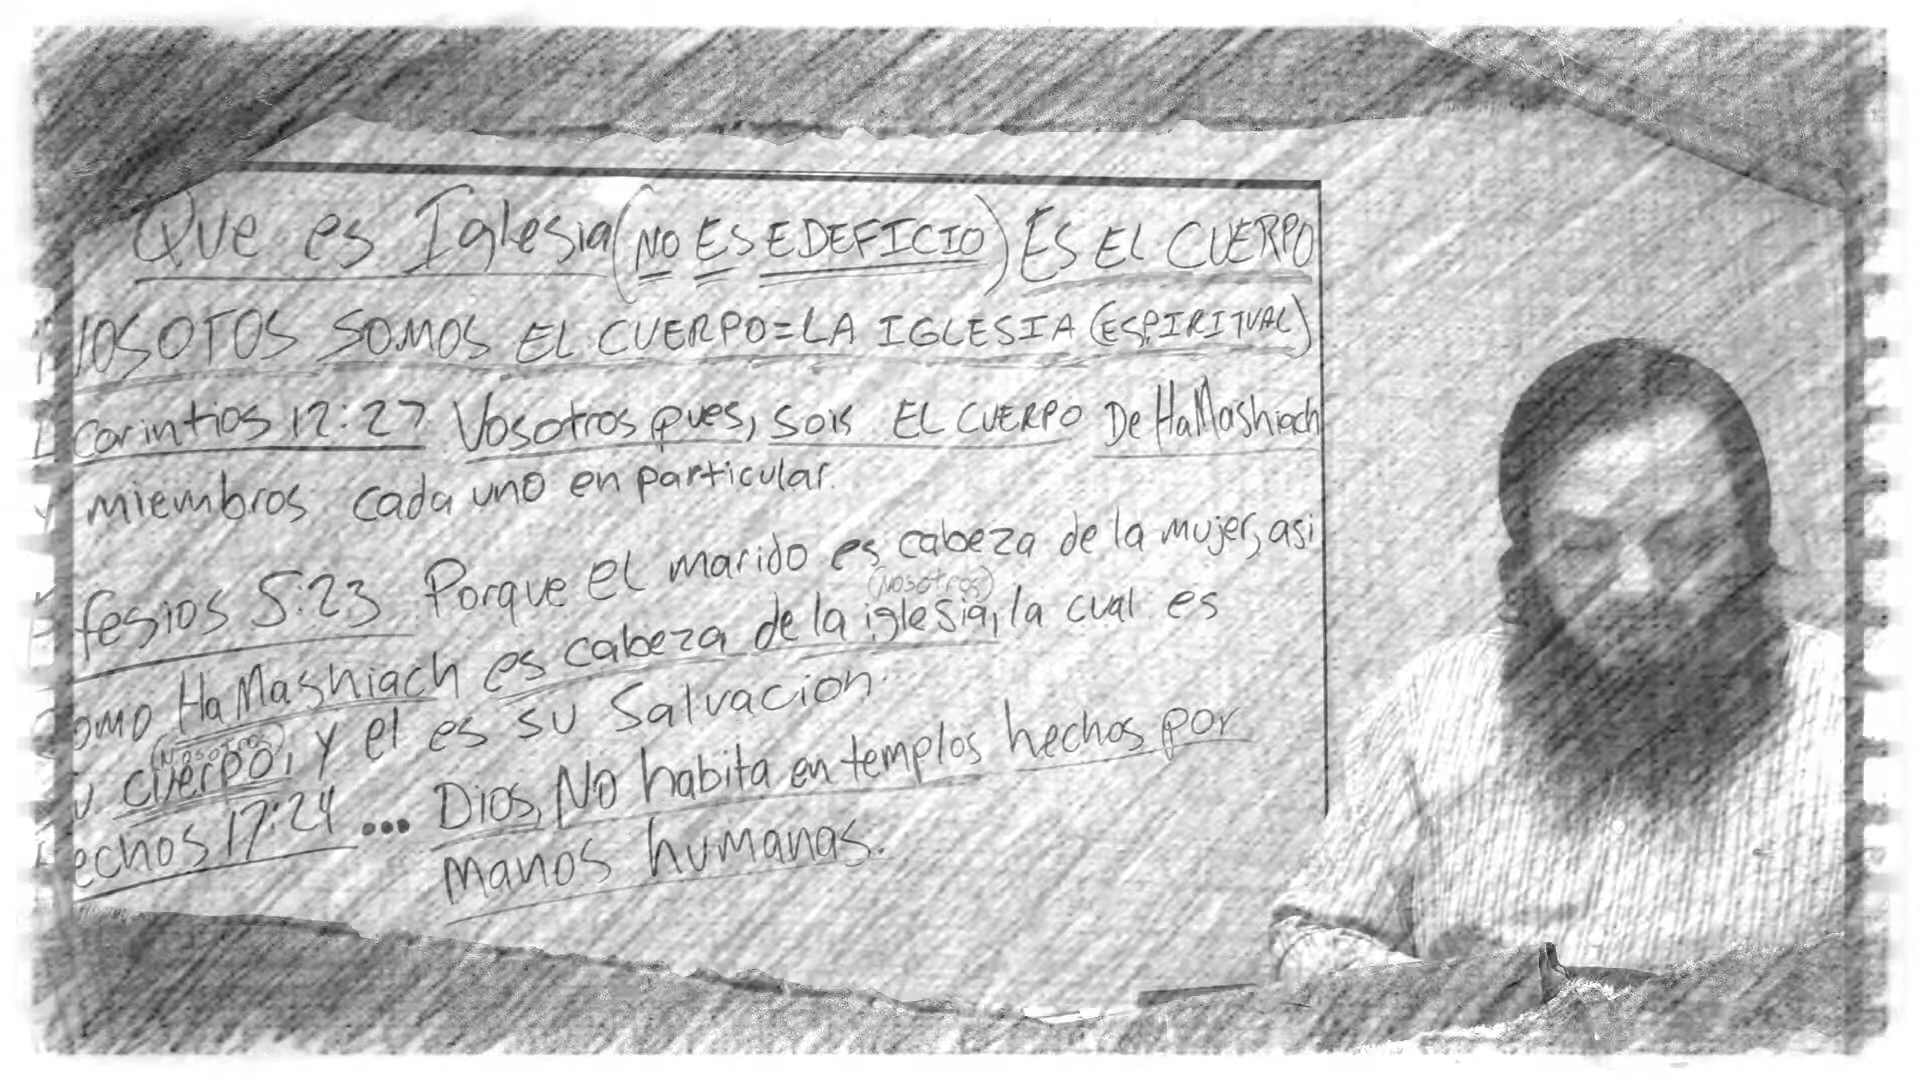 Que es Iglesia (NO ES EDEFICIO) ES EL CUERPO
NOSOTOS SOMOS EL CUERPO=LA IGLESIA (ESPIRITUAL)
Corintios 12:27 Vosotros pues, sois EL CUERPO De HaMashiach
miembros cada uno en particular.
fesios 5:23 Porque el marido es cabeza de la mujer, asi
(NOSOTROS)
omo HaMashiach es cabeza de la iglesia, la cual es
(Nosotros)
u cuerpo, y el es su Salvacion.
echos 17:24 ... Dios, No habita en templos hechos por
Manos humanas.